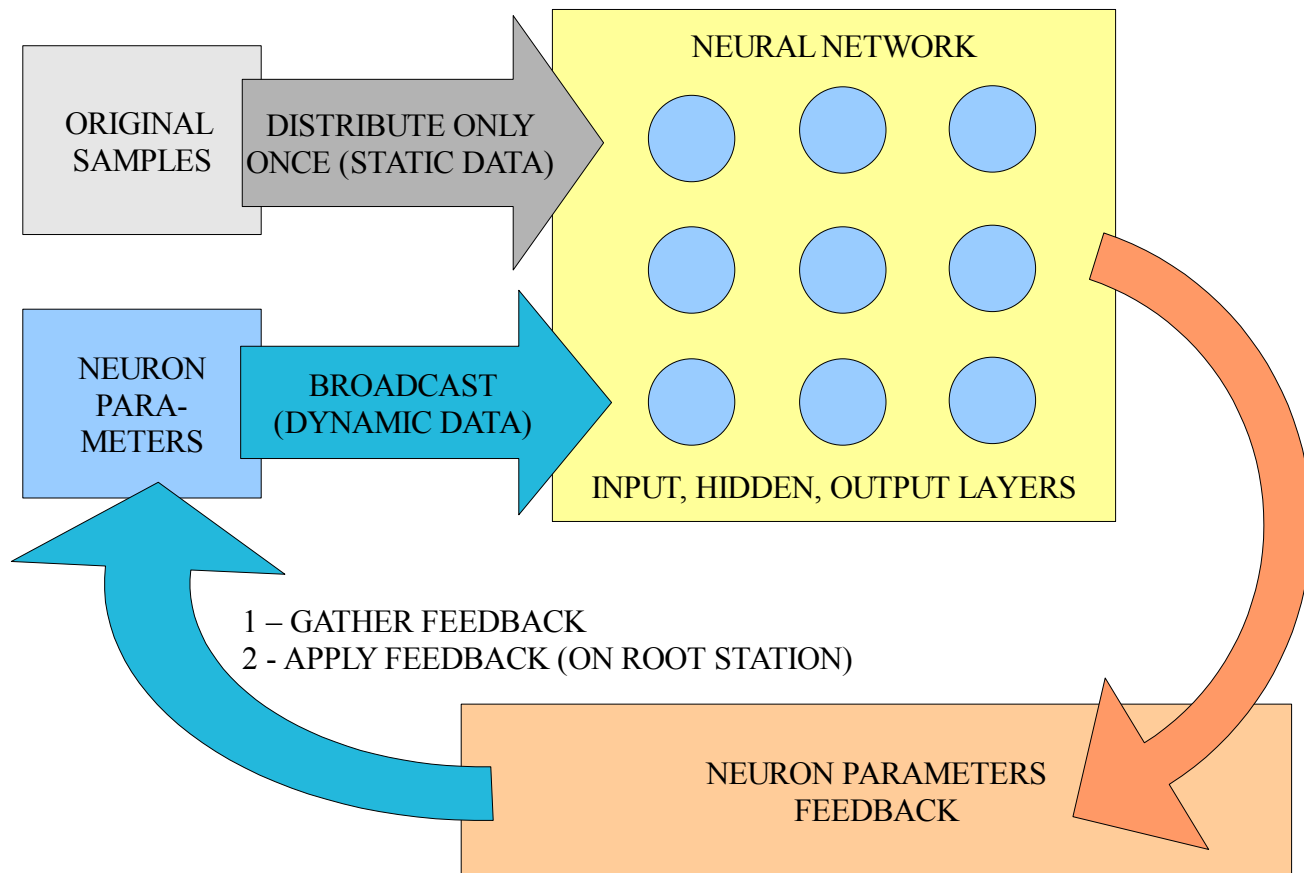 ORIGINAL
SAMPLES
DISTRIBUTE ONLY
ONCE (STATIC DATA)
NEURAL NETWORK
NEURON
PARA-
METERS
BROADCAST
(DYNAMIC DATA)
INPUT, HIDDEN, OUTPUT LAYERS
1 – GATHER FEEDBACK
2 - APPLY FEEDBACK (ON ROOT STATION)
NEURON PARAMETERS
FEEDBACK